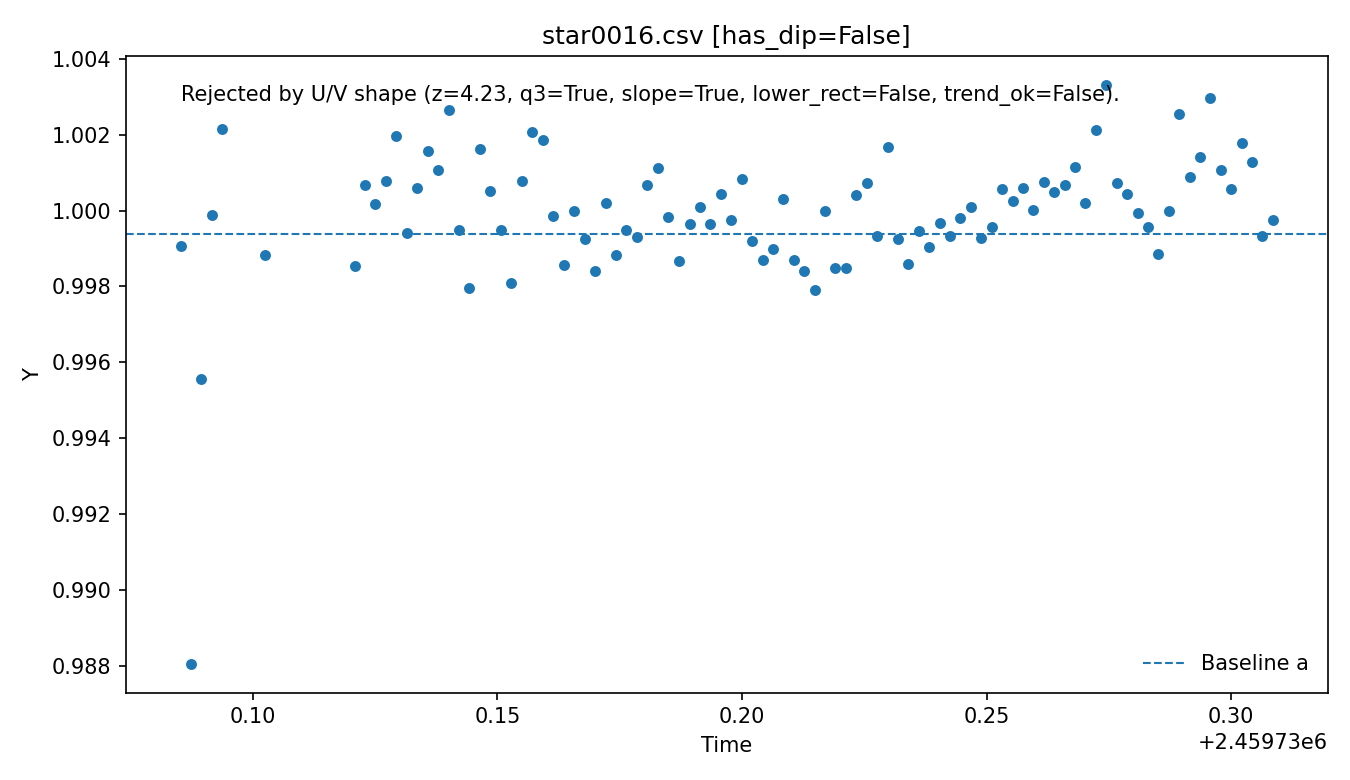 star0016.csv [has_dip=False]
Rejected by U/V shape (z=4.23, q3=True, slope=True, lower_rect=False, trend_ok=False).
1.004
1.002
1.000
0.998
0.996
0.994
0.992
0.990
0.988
Y
Baseline a
0.10 0.15 0.20 0.25 0.30
Time
+2.45973e6